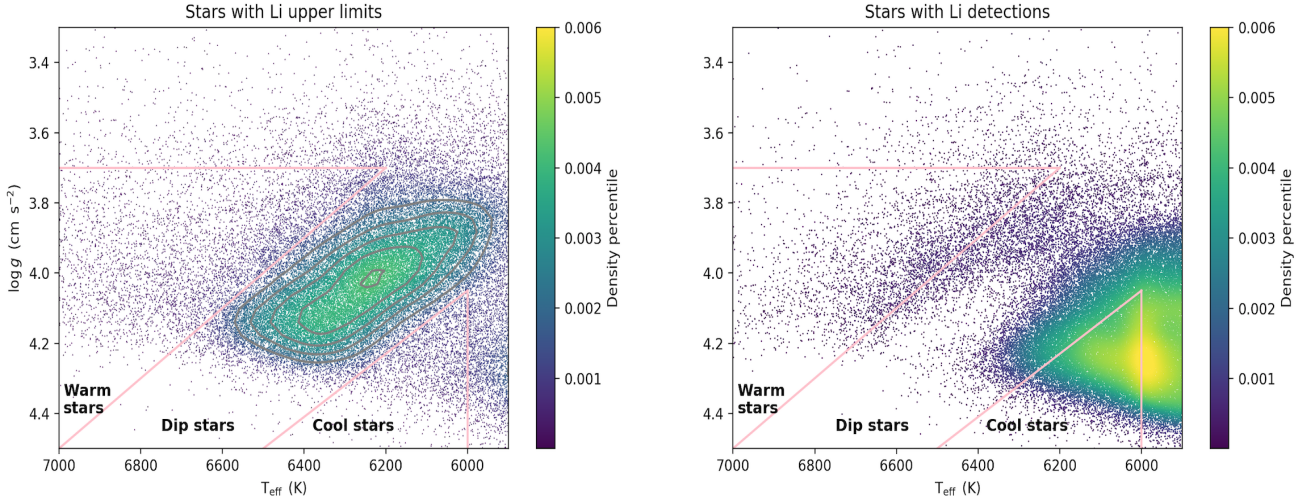 Stars with Li upper limits
3.4
3.6
3.8
4.0
4.2
4.4
log g (cm s⁻²)
Warm
stars
Dip stars
Cool stars
7000 6800 6600 6400 6200 6000
T_eff (K)
0.006
0.005
0.004
0.003
0.002
0.001
Density percentile
Stars with Li detections
3.4
3.6
3.8
4.0
4.2
4.4
Warm
stars
Dip stars
Cool stars
7000 6800 6600 6400 6200 6000
T_eff (K)
0.006
0.005
0.004
0.003
0.002
0.001
Density percentile